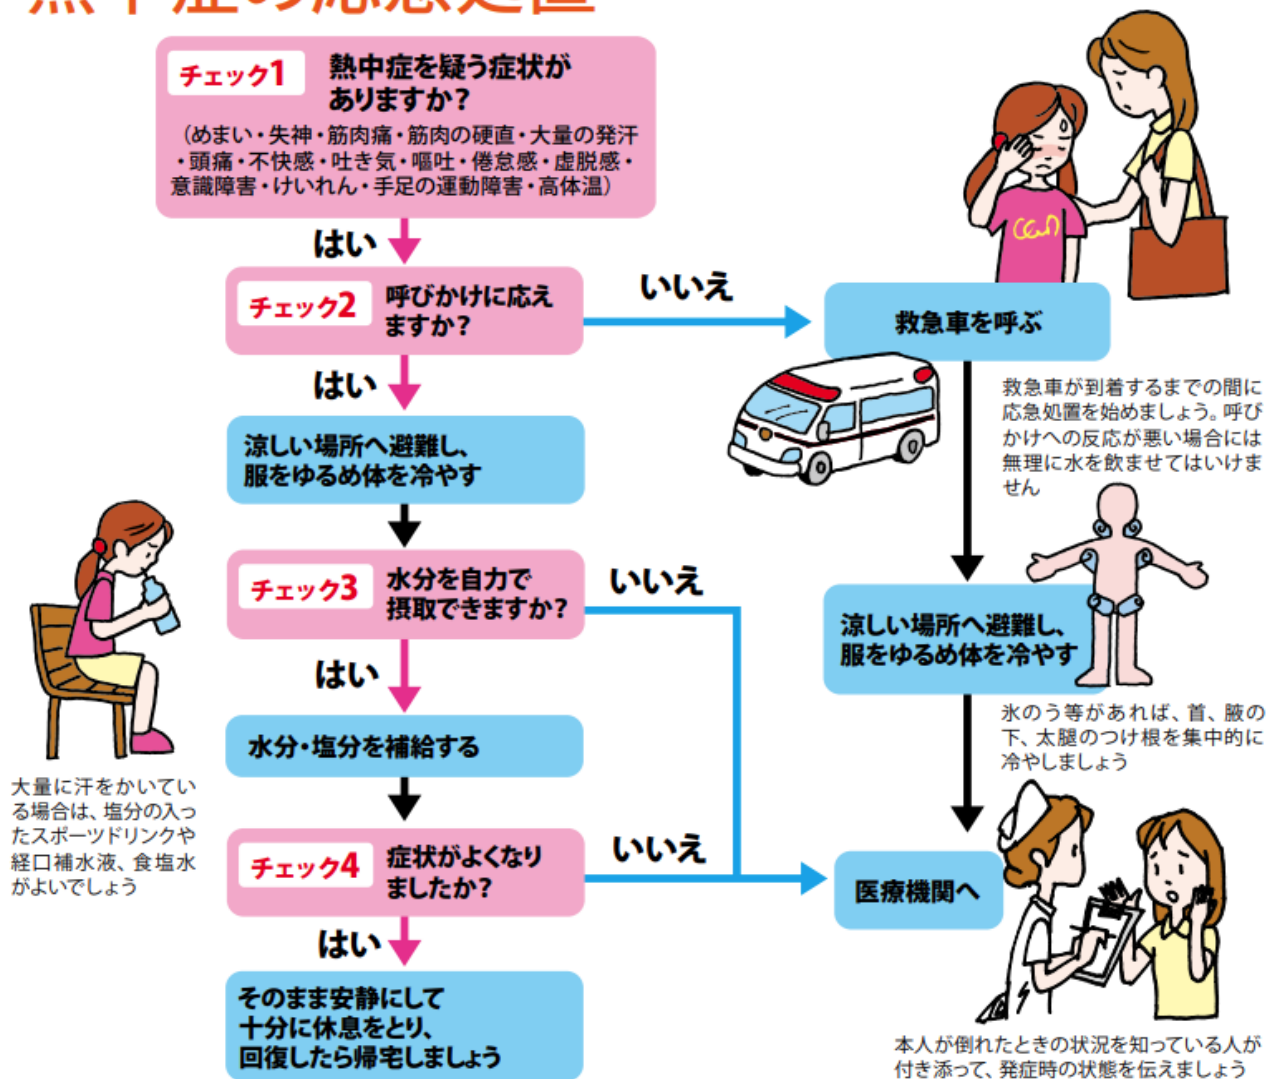 熱中症の応急処置
チェック1
熱中症を疑う症状が
ありますか？
（めまい・失神・筋肉痛・筋肉の硬直・大量の発汗
・頭痛・不快感・吐き気・嘔吐・倦怠感・虚脱感・
意識障害・けいれん・手足の運動障害・高体温）
はい
チェック2
呼びかけに応え
ますか？
いいえ
救急車を呼ぶ
救急車が到着するまでの間に
応急処置を始めましょう。呼び
かけへの反応が悪い場合には
無理に水を飲ませてはいけま
せん
はい
涼しい場所へ避難し、
服をゆるめ体を冷やす
チェック3
水分を自力で
摂取できますか？
いいえ
涼しい場所へ避難し、
服をゆるめ体を冷やす
氷のう等があれば、首、腋の
下、太腿のつけ根を集中的に
冷やしましょう
はい
水分・塩分を補給する
大量に汗をかいてい
る場合は、塩分の入っ
たスポーツドリンクや
経口補水液、食塩水
がよいでしょう
チェック4
症状がよくなり
ましたか？
いいえ
医療機関へ
はい
そのまま安静にして
十分に休息をとり、
回復したら帰宅しましょう
本人が倒れたときの状況を知っている人が
付き添って、発症時の状態を伝えましょう